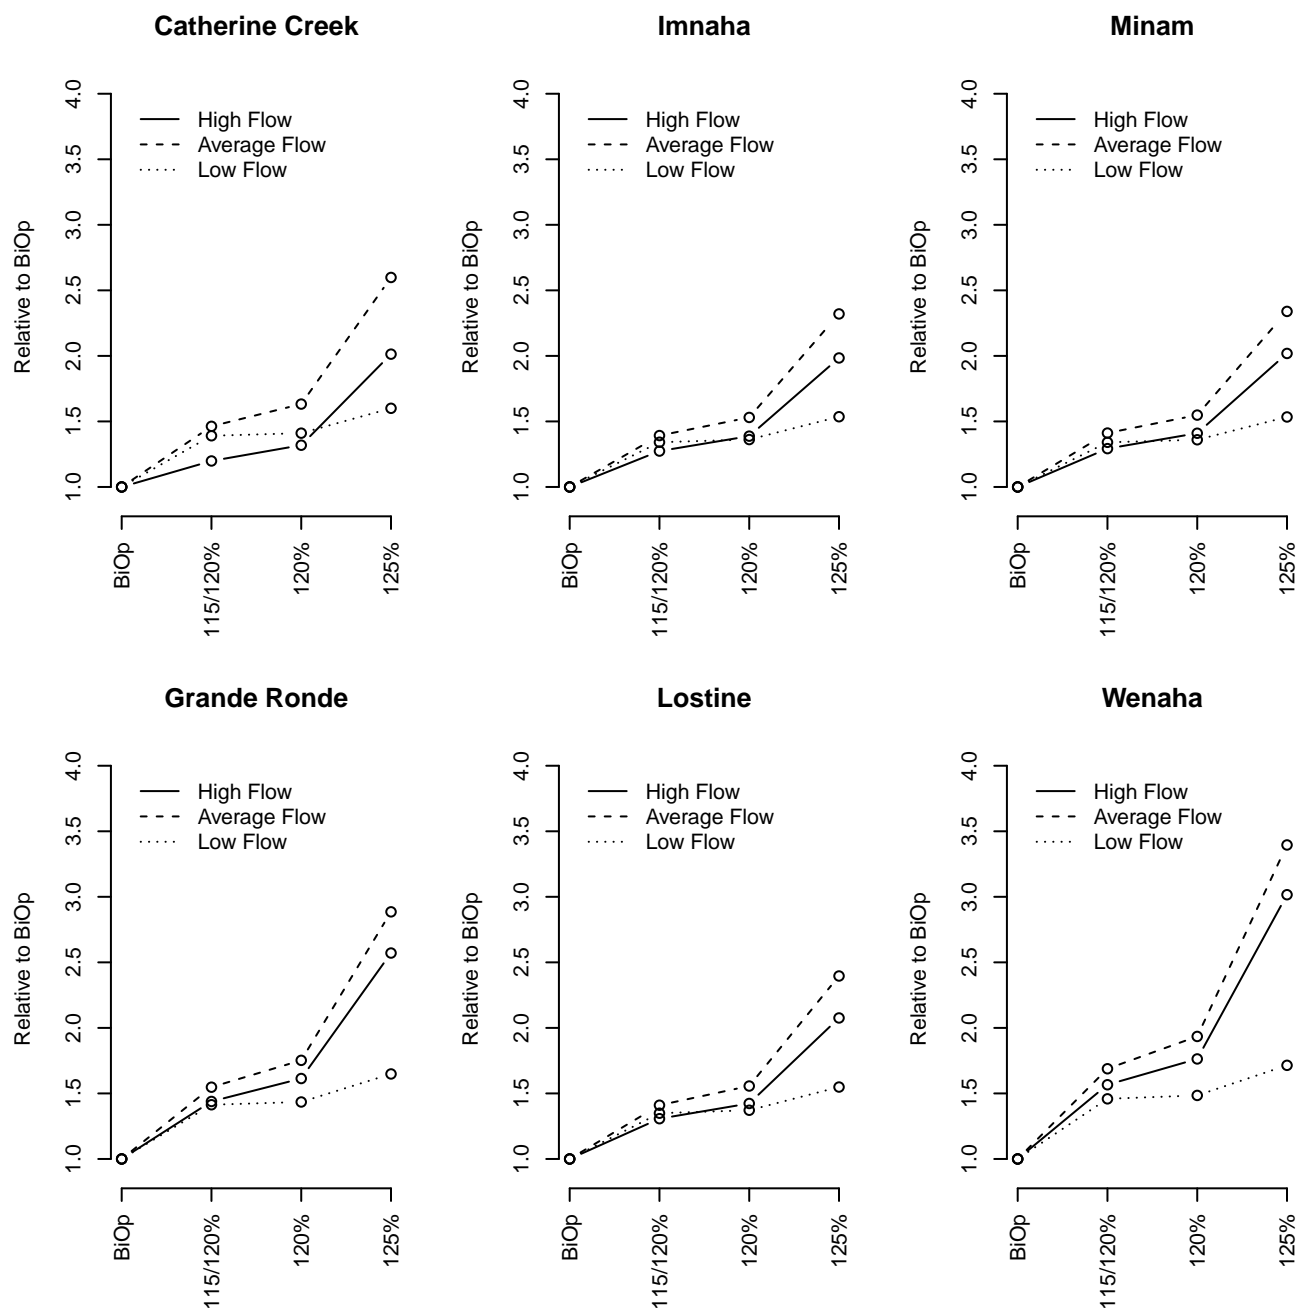 Catherine Creek
Relative to BiOp
4.0
3.5
3.0
2.5
2.0
1.5
1.0
High Flow
Average Flow
Low Flow
BiOp
115/120%
120%
125%
Imnaha
Relative to BiOp
4.0
3.5
3.0
2.5
2.0
1.5
1.0
High Flow
Average Flow
Low Flow
BiOp
115/120%
120%
125%
Minam
Relative to BiOp
4.0
3.5
3.0
2.5
2.0
1.5
1.0
High Flow
Average Flow
Low Flow
BiOp
115/120%
120%
125%
Grande Ronde
Relative to BiOp
4.0
3.5
3.0
2.5
2.0
1.5
1.0
High Flow
Average Flow
Low Flow
BiOp
115/120%
120%
125%
Lostine
Relative to BiOp
4.0
3.5
3.0
2.5
2.0
1.5
1.0
High Flow
Average Flow
Low Flow
BiOp
115/120%
120%
125%
Wenaha
Relative to BiOp
4.0
3.5
3.0
2.5
2.0
1.5
1.0
High Flow
Average Flow
Low Flow
BiOp
115/120%
120%
125%